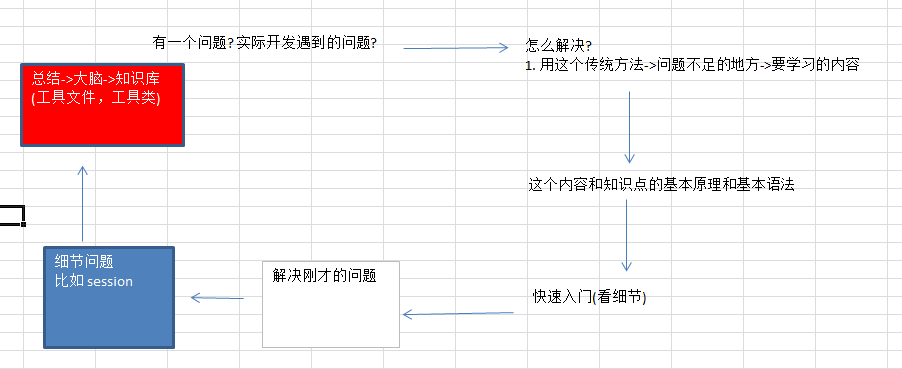 有一个问题? 实际开发遇到的问题?
怎么解决?
1. 用这个传统方法->问题不足的地方->要学习的内容
这个内容和知识点的基本原理和基本语法
快速入门(看细节)
解决刚才的问题
细节问题
比如 session
总结->大脑->知识库
(工具文件，工具类)